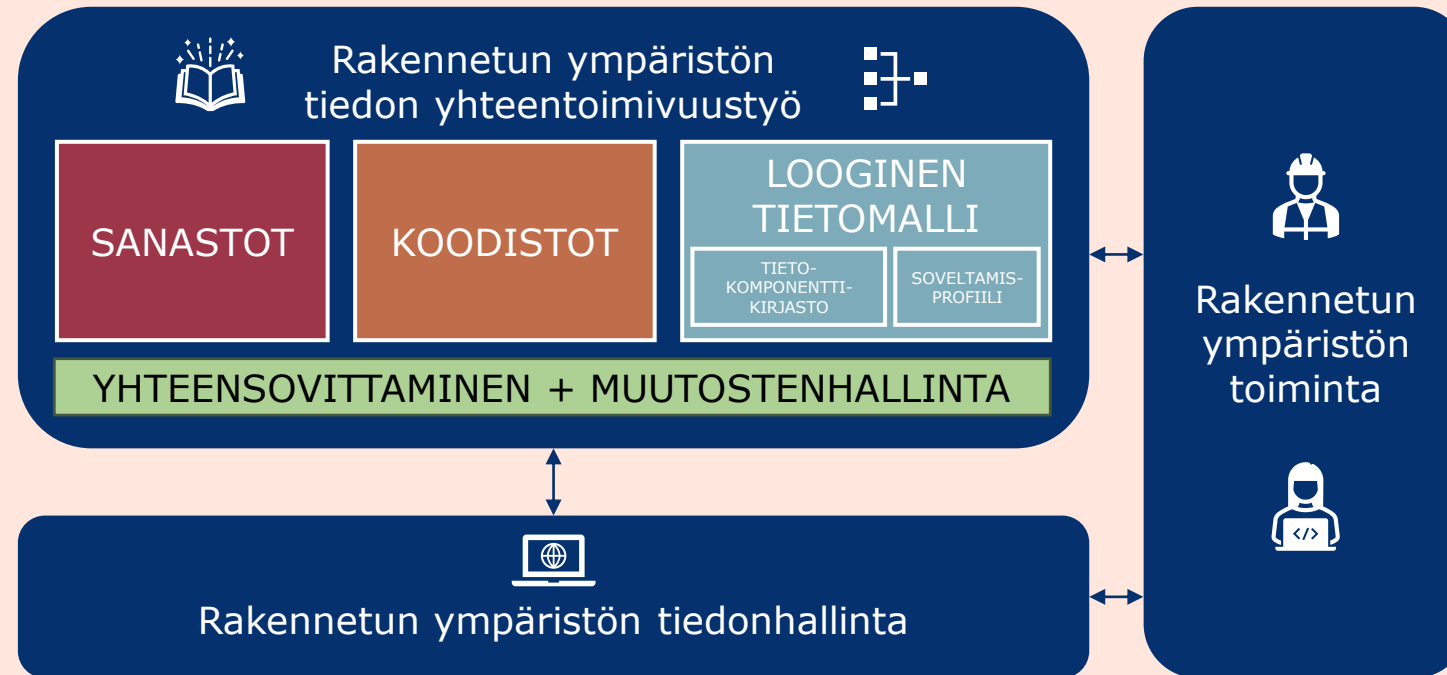 Rakennetun ympäristön
tiedon yhteentoimivuustyö
SANASTOT
KOODISTOT
LOOGINEN
TIETOMALLI
TIETO-
KOMPONENTTI-
KIRJASTO
SOVELTAMIS-
PROFIILI
YHTEENSOVITTAMINEN + MUUTOSTENHALLINTA
Rakennetun ympäristön tiedonhallinta
Rakennetun
ympäristön
toiminta
</>